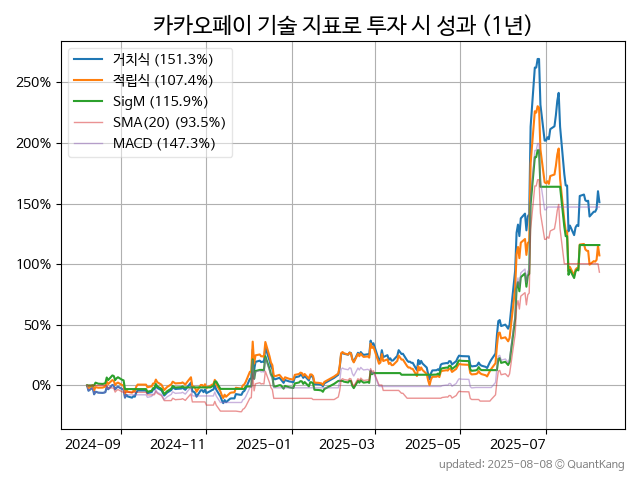 카카오페이 기술 지표로 투자 시 성과 (1년)
거치식 (151.3%)
적립식 (107.4%)
SigM (115.9%)
SMA(20) (93.5%)
MACD (147.3%)
250%
200%
150%
100%
50%
0%
2024-09 2024-11 2025-01 2025-03 2025-05 2025-07
updated: 2025-08-08 © QuantKang